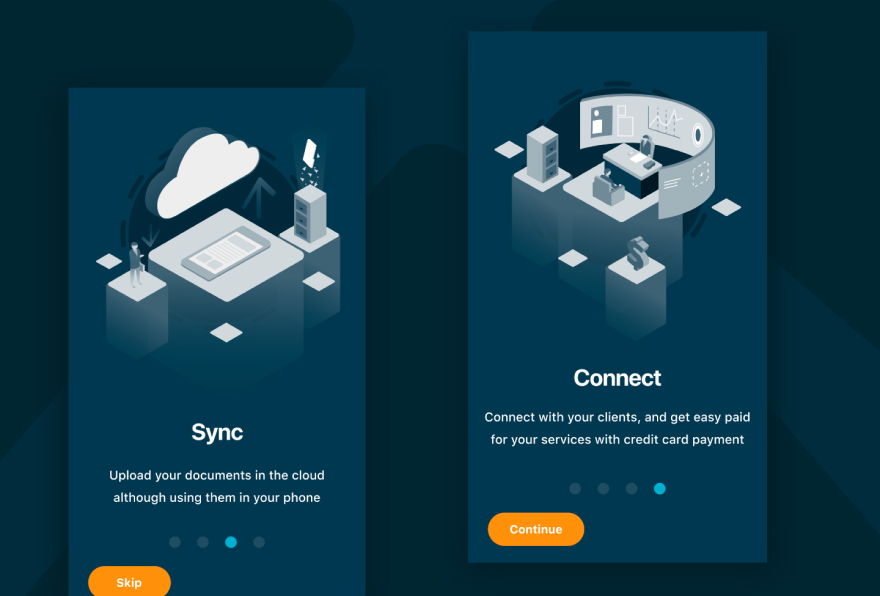 Sync
Upload your documents in the cloud
although using them in your phone
Skip
Connect
Connect with your clients, and get easy paid
for your services with credit card payment
Continue